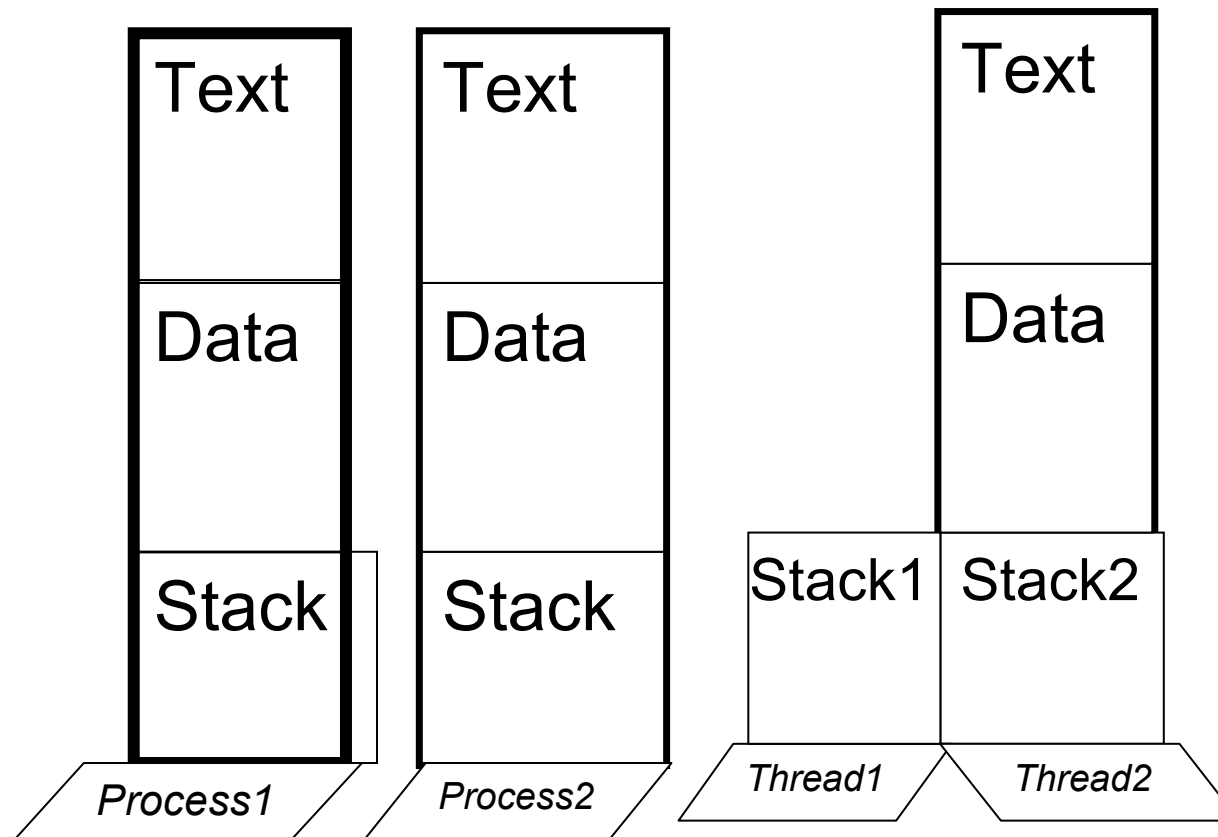 Text
Data
Stack
Process1
Text
Data
Stack
Process2
Text
Data
Stack1 Stack2
Thread1 Thread2